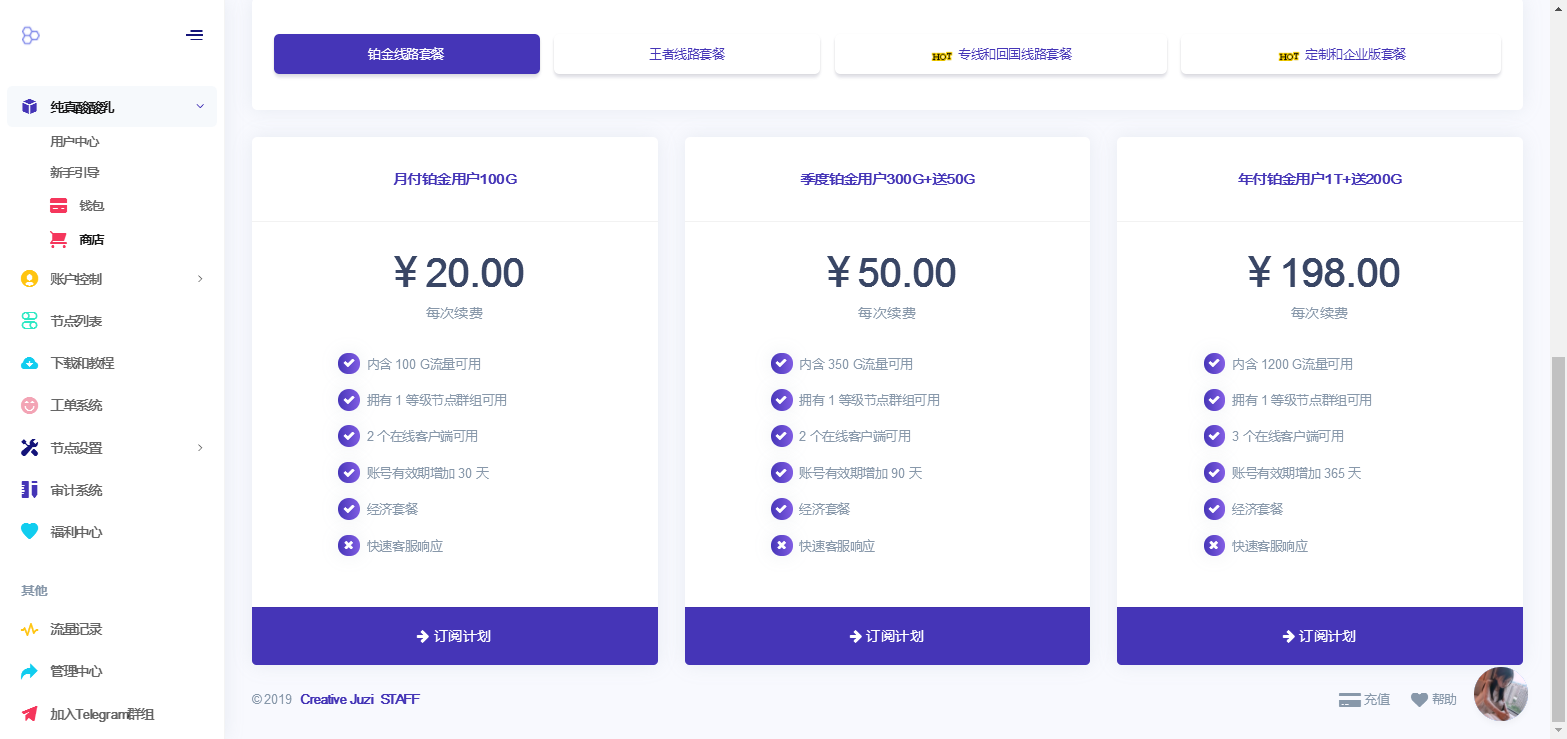 纯真酸酸乳
用户中心
新手引导
钱包
商店
账户控制
节点列表
下载和教程
工单系统
节点设置
审计系统
福利中心
其他
流量记录
管理中心
加入Telegram群组
铂金线路套餐
王者线路套餐
HOT 专线和回国线路套餐
HOT 定制和企业版套餐
月付铂金用户100G
¥ 20.00
每次续费
内含 100 G流量可用
拥有 1 等级节点群组可用
2 个在线客户端可用
账号有效期增加 30 天
经济套餐
快速客服响应
订阅计划
季度铂金用户300G+送50G
¥ 50.00
每次续费
内含 350 G流量可用
拥有 1 等级节点群组可用
2 个在线客户端可用
账号有效期增加 90 天
经济套餐
快速客服响应
订阅计划
年付铂金用户1T+送200G
¥ 198.00
每次续费
内含 1200 G流量可用
拥有 1 等级节点群组可用
3 个在线客户端可用
账号有效期增加 365 天
经济套餐
快速客服响应
订阅计划
© 2019 Creative Juzi STAFF
充值
帮助